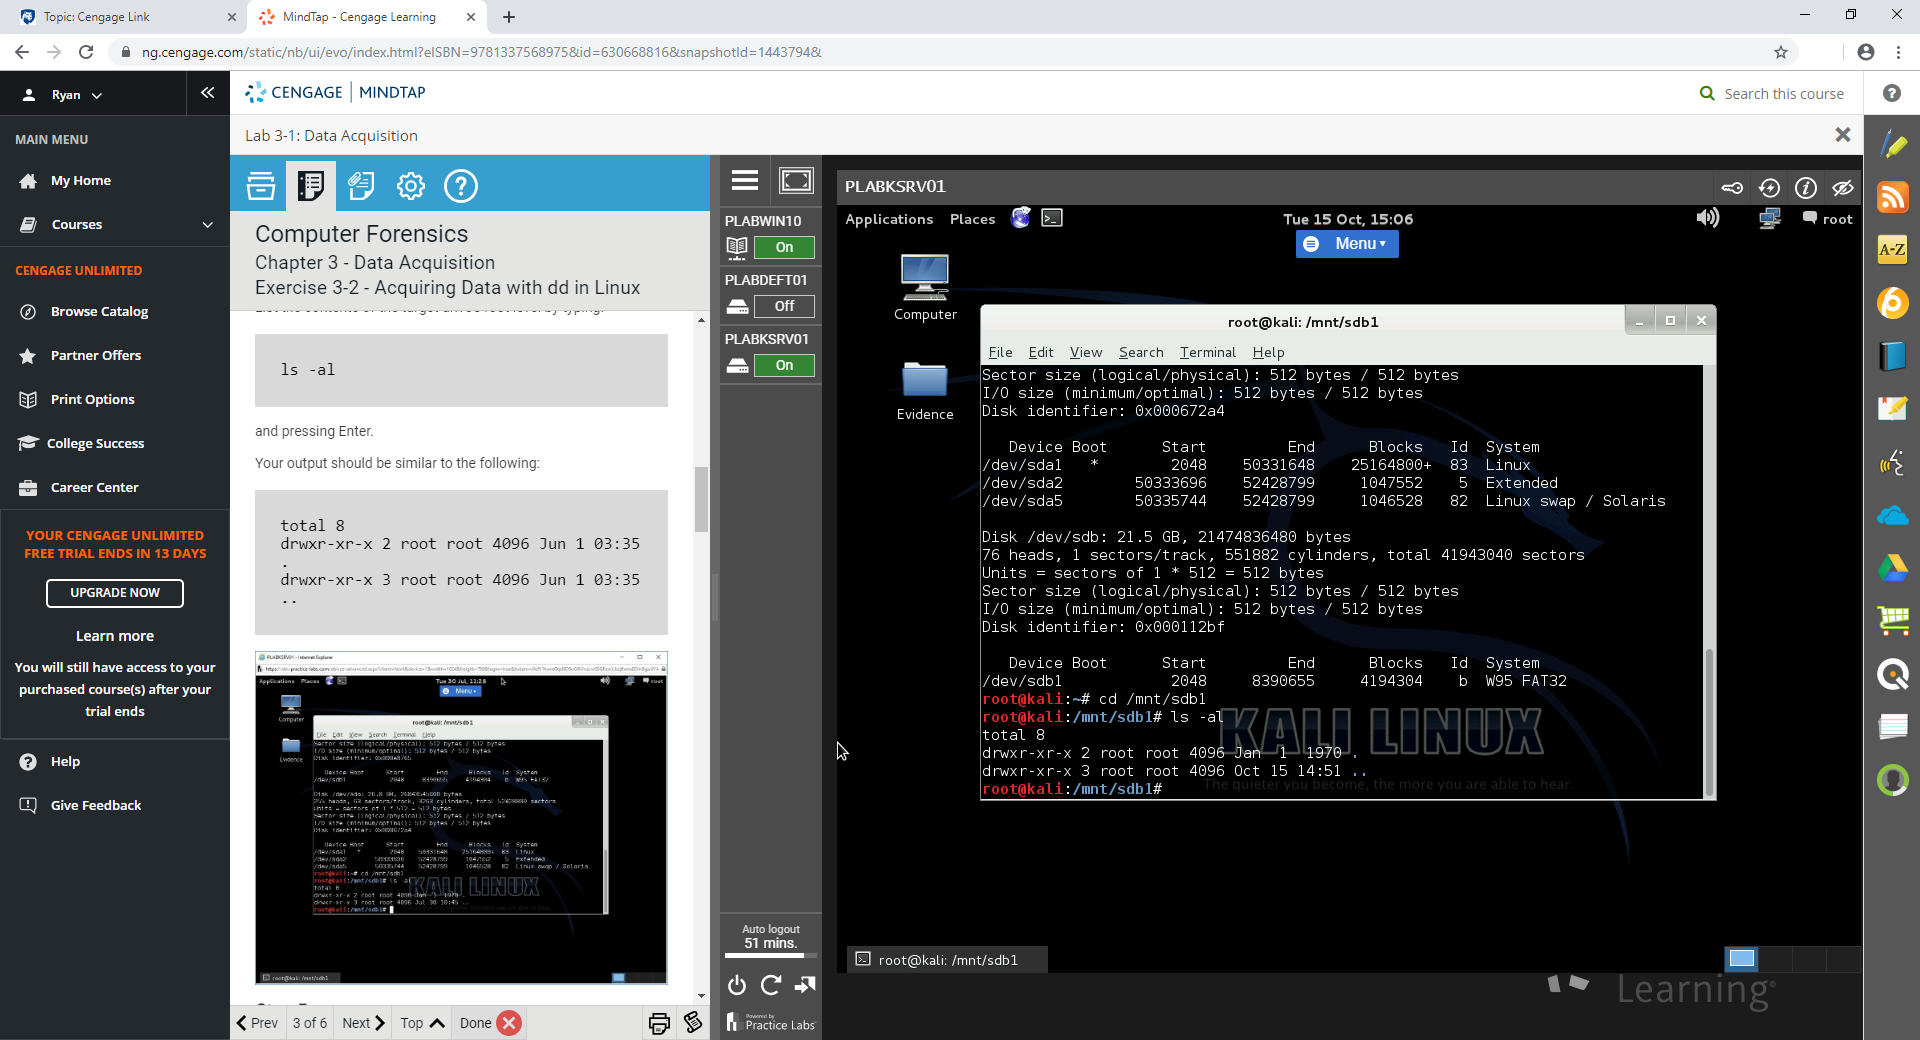 Topic: Cengage Link
MindTap - Cengage Learning
ng.cengage.com/static/nb/ui/evo/index.html?eISBN=9781337568975&id=630668816&snapshotId=1443794&
Ryan
CENGAGE | MINDTAP
Search this course
Lab 3-1: Data Acquisition
MAIN MENU
My Home
Courses
CENGAGE UNLIMITED
Browse Catalog
Partner Offers
Print Options
College Success
Career Center
YOUR CENGAGE UNLIMITED
FREE TRIAL ENDS IN 13 DAYS
UPGRADE NOW
Learn more
You will still have access to your
purchased course(s) after your
trial ends
Help
Give Feedback
Computer Forensics
Chapter 3 - Data Acquisition
Exercise 3-2 - Acquiring Data with dd in Linux
ls -al
and pressing Enter.
Your output should be similar to the following:
total 8
drwxr-xr-x 2 root root 4096 Jun 1 03:35
.
drwxr-xr-x 3 root root 4096 Jun 1 03:35
..
Prev
3 of 6
Next
Top
Done
PLABWIN10
On
PLABDEFT01
Off
PLABKSRV01
On
Auto logout
51 mins.
Powered by
Practice Labs
PLABKSRV01
Applications Places
Tue 15 Oct, 15:06
root
Menu
Computer
Evidence
root@kali: /mnt/sdb1
File Edit View Search Terminal Help
Sector size (logical/physical): 512 bytes / 512 bytes
I/O size (minimum/optimal): 512 bytes / 512 bytes
Disk identifier: 0x000672a4
Device Boot Start End Blocks Id System
/dev/sda1 * 2048 50331648 25164800+ 83 Linux
/dev/sda2 50333696 52428799 1047552 5 Extended
/dev/sda5 50335744 52428799 1046528 82 Linux swap / Solaris
Disk /dev/sdb: 21.5 GB, 21474836480 bytes
76 heads, 1 sectors/track, 551882 cylinders, total 41943040 sectors
Units = sectors of 1 * 512 = 512 bytes
Sector size (logical/physical): 512 bytes / 512 bytes
I/O size (minimum/optimal): 512 bytes / 512 bytes
Disk identifier: 0x000112bf
Device Boot Start End Blocks Id System
/dev/sdb1 2048 8390655 4194304 b W95 FAT32
root@kali:~# cd /mnt/sdb1
root@kali:/mnt/sdb1# ls -al
total 8
drwxr-xr-x 2 root root 4096 Jan 1 1970 .
drwxr-xr-x 3 root root 4096 Oct 15 14:51 ..
root@kali:/mnt/sdb1#
KALI LINUX
The quieter you become, the more you are able to hear.
root@kali: /mnt/sdb1
Learning
A-Z